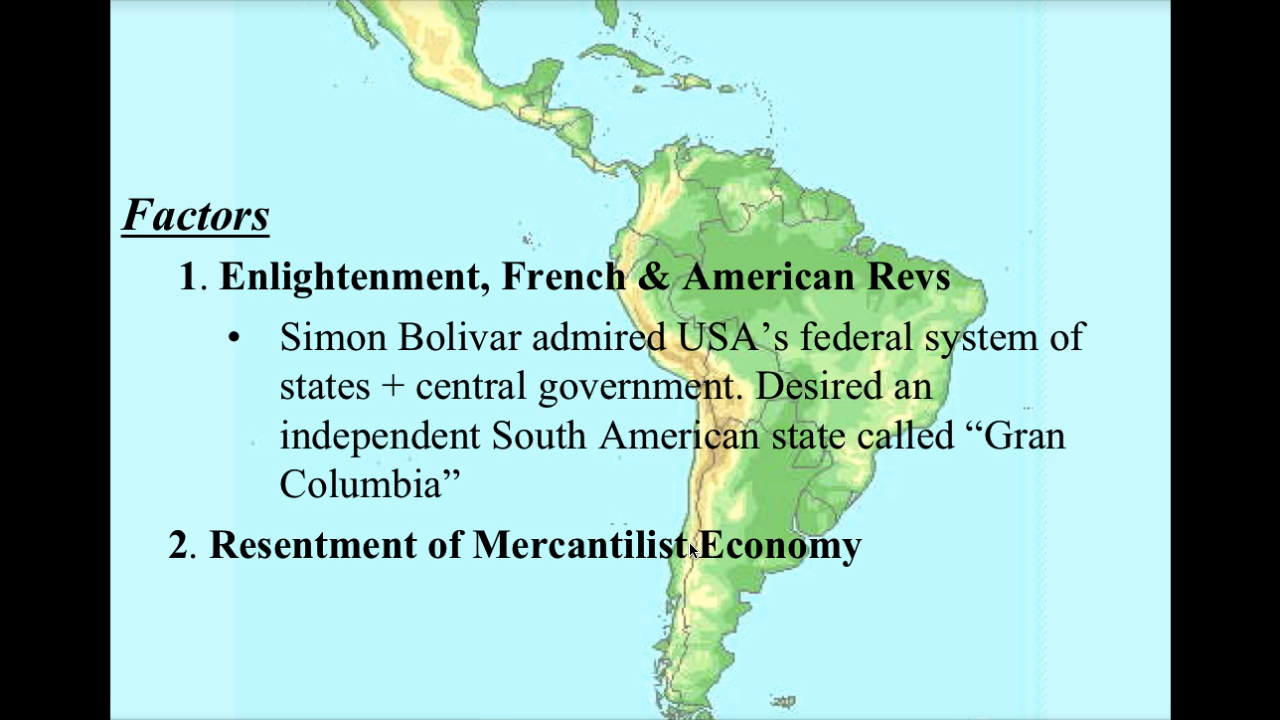 Factors
1. Enlightenment, French & American Revs
• Simon Bolivar admired USA’s federal system of
states + central government. Desired an
independent South American state called “Gran
Columbia”
2. Resentment of Mercantilist Economy